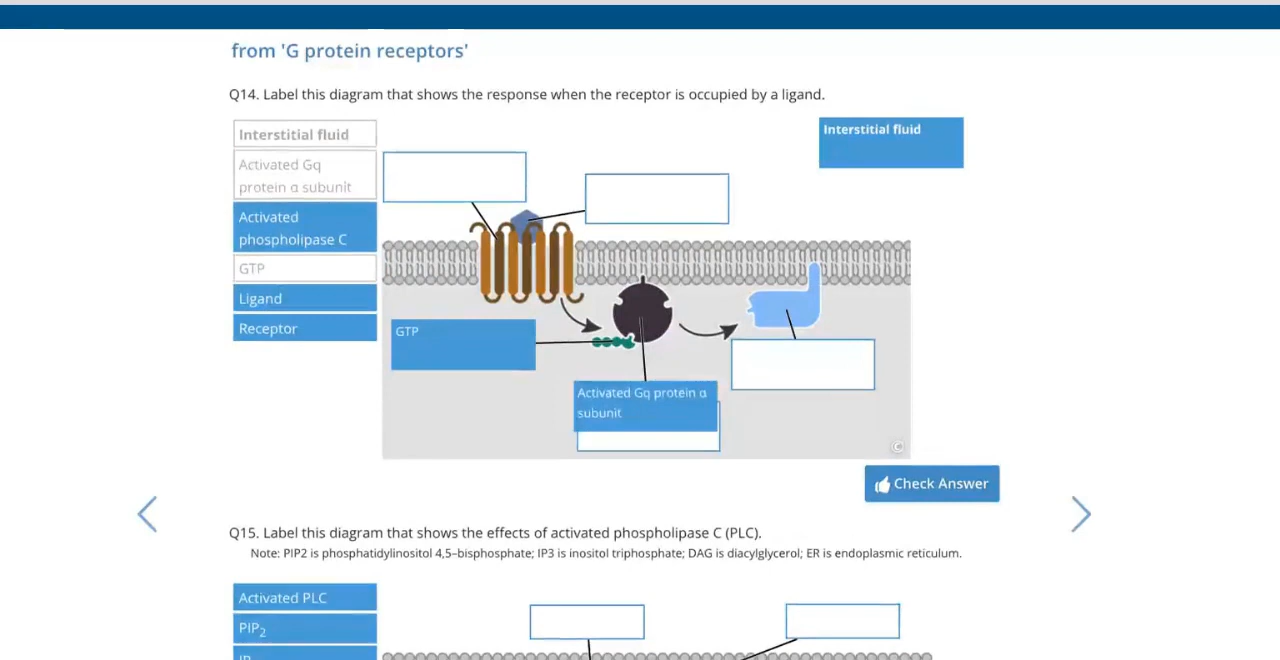 from 'G protein receptors'
Q14. Label this diagram that shows the response when the receptor is occupied by a ligand.
Interstitial fluid
Activated Gq
protein α subunit
Activated
phospholipase C
GTP
Ligand
Receptor
Interstitial fluid
GTP
Activated Gq protein α
subunit
Check Answer
Q15. Label this diagram that shows the effects of activated phospholipase C (PLC).
Note: PIP2 is phosphatidylinositol 4,5–bisphosphate; IP3 is inositol triphosphate; DAG is diacylglycerol; ER is endoplasmic reticulum.
Activated PLC
PIP₂